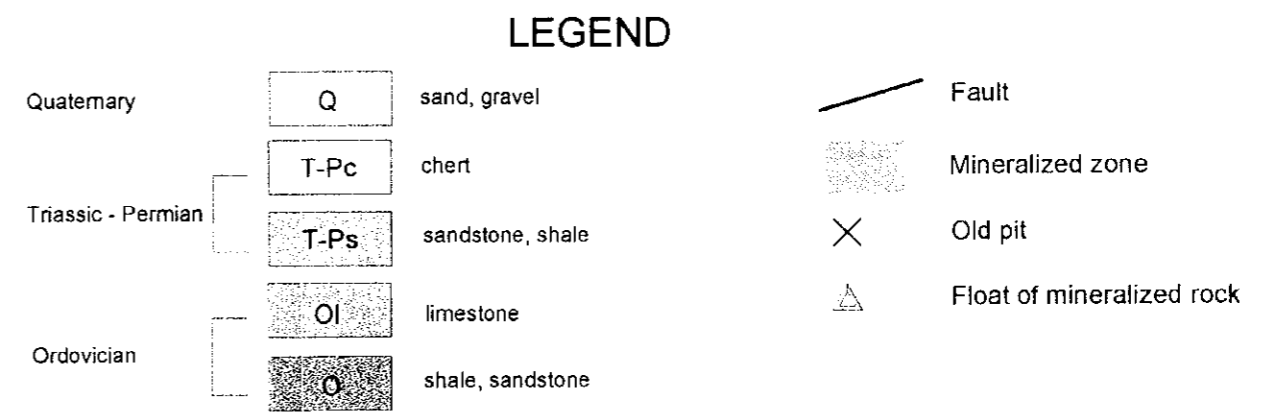 LEGEND
Quaternary Q sand, gravel
T-Pc chert
Triassic - Permian
T-Ps sandstone, shale
Ol limestone
Ordovician
O shale, sandstone
Fault
Mineralized zone
Old pit
Float of mineralized rock